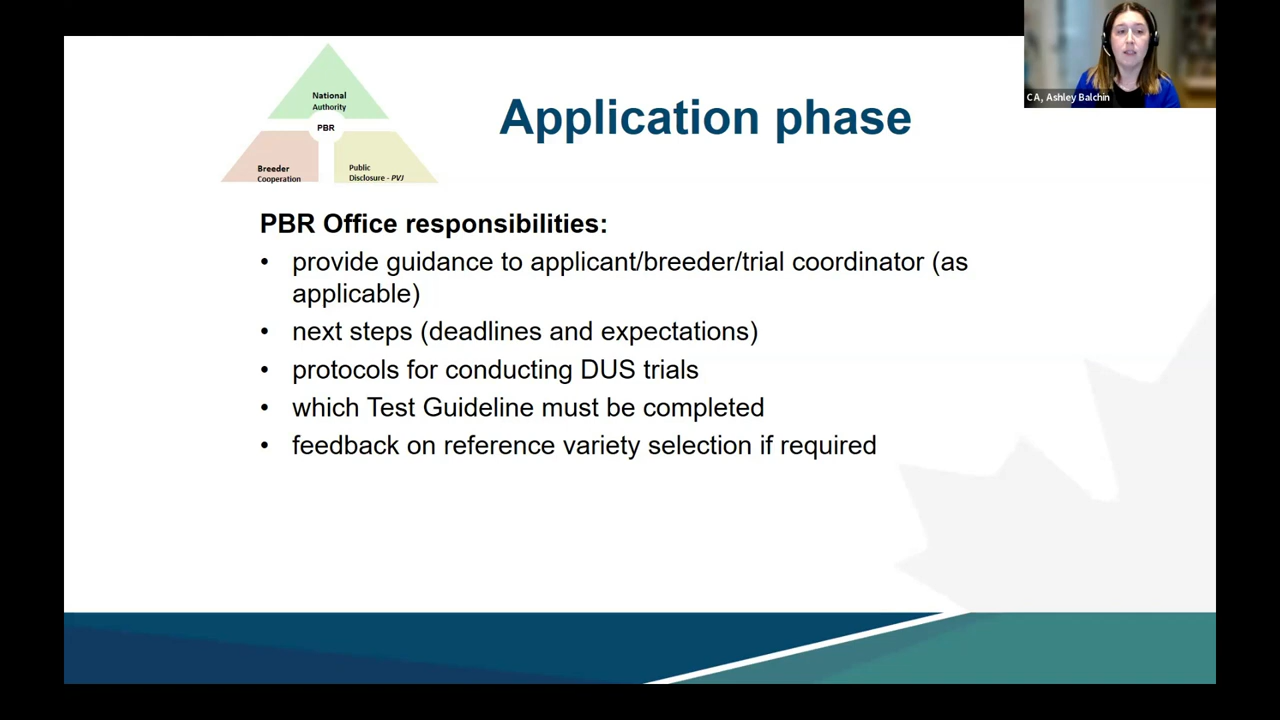 National
Authority
PBR
Breeder
Cooperation
Public
Disclosure - PVJ
Application phase
CA, Ashley Balchin
PBR Office responsibilities:
• provide guidance to applicant/breeder/trial coordinator (as
applicable)
• next steps (deadlines and expectations)
• protocols for conducting DUS trials
• which Test Guideline must be completed
• feedback on reference variety selection if required